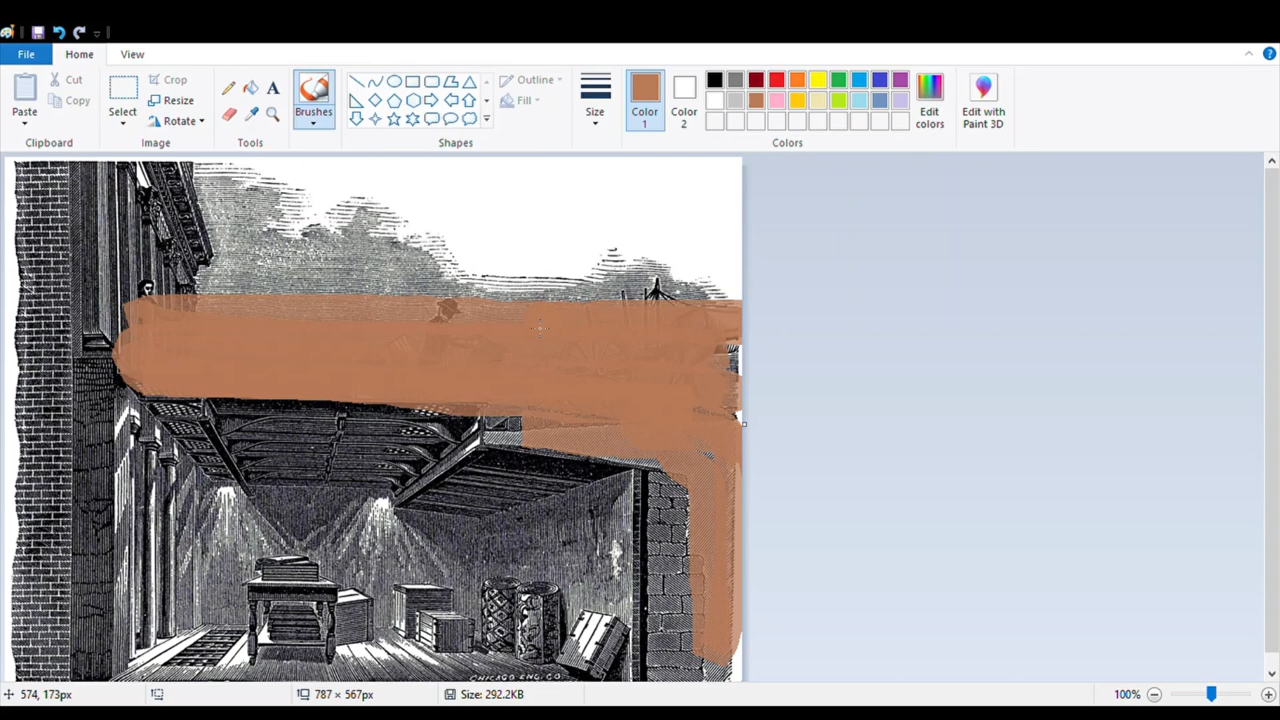 File Home View
Paste Cut Copy Select Crop Resize Rotate Brushes Outline Fill Size Color 1 Color 2 Edit colors Edit with Paint 3D
Clipboard Image Tools Shapes Colors
CHICAGO ENG. CO.
574, 173px 787 × 567px Size: 292.2KB 100%